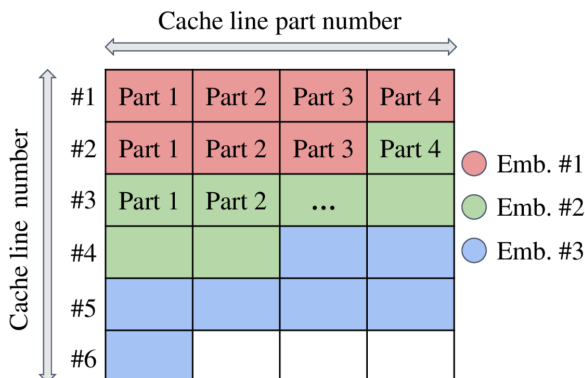 Cache line part number
Cache line number
#1 Part 1 Part 2 Part 3 Part 4
#2 Part 1 Part 2 Part 3 Part 4
#3 Part 1 Part 2 ...
#4
#5
#6
Emb. #1
Emb. #2
Emb. #3